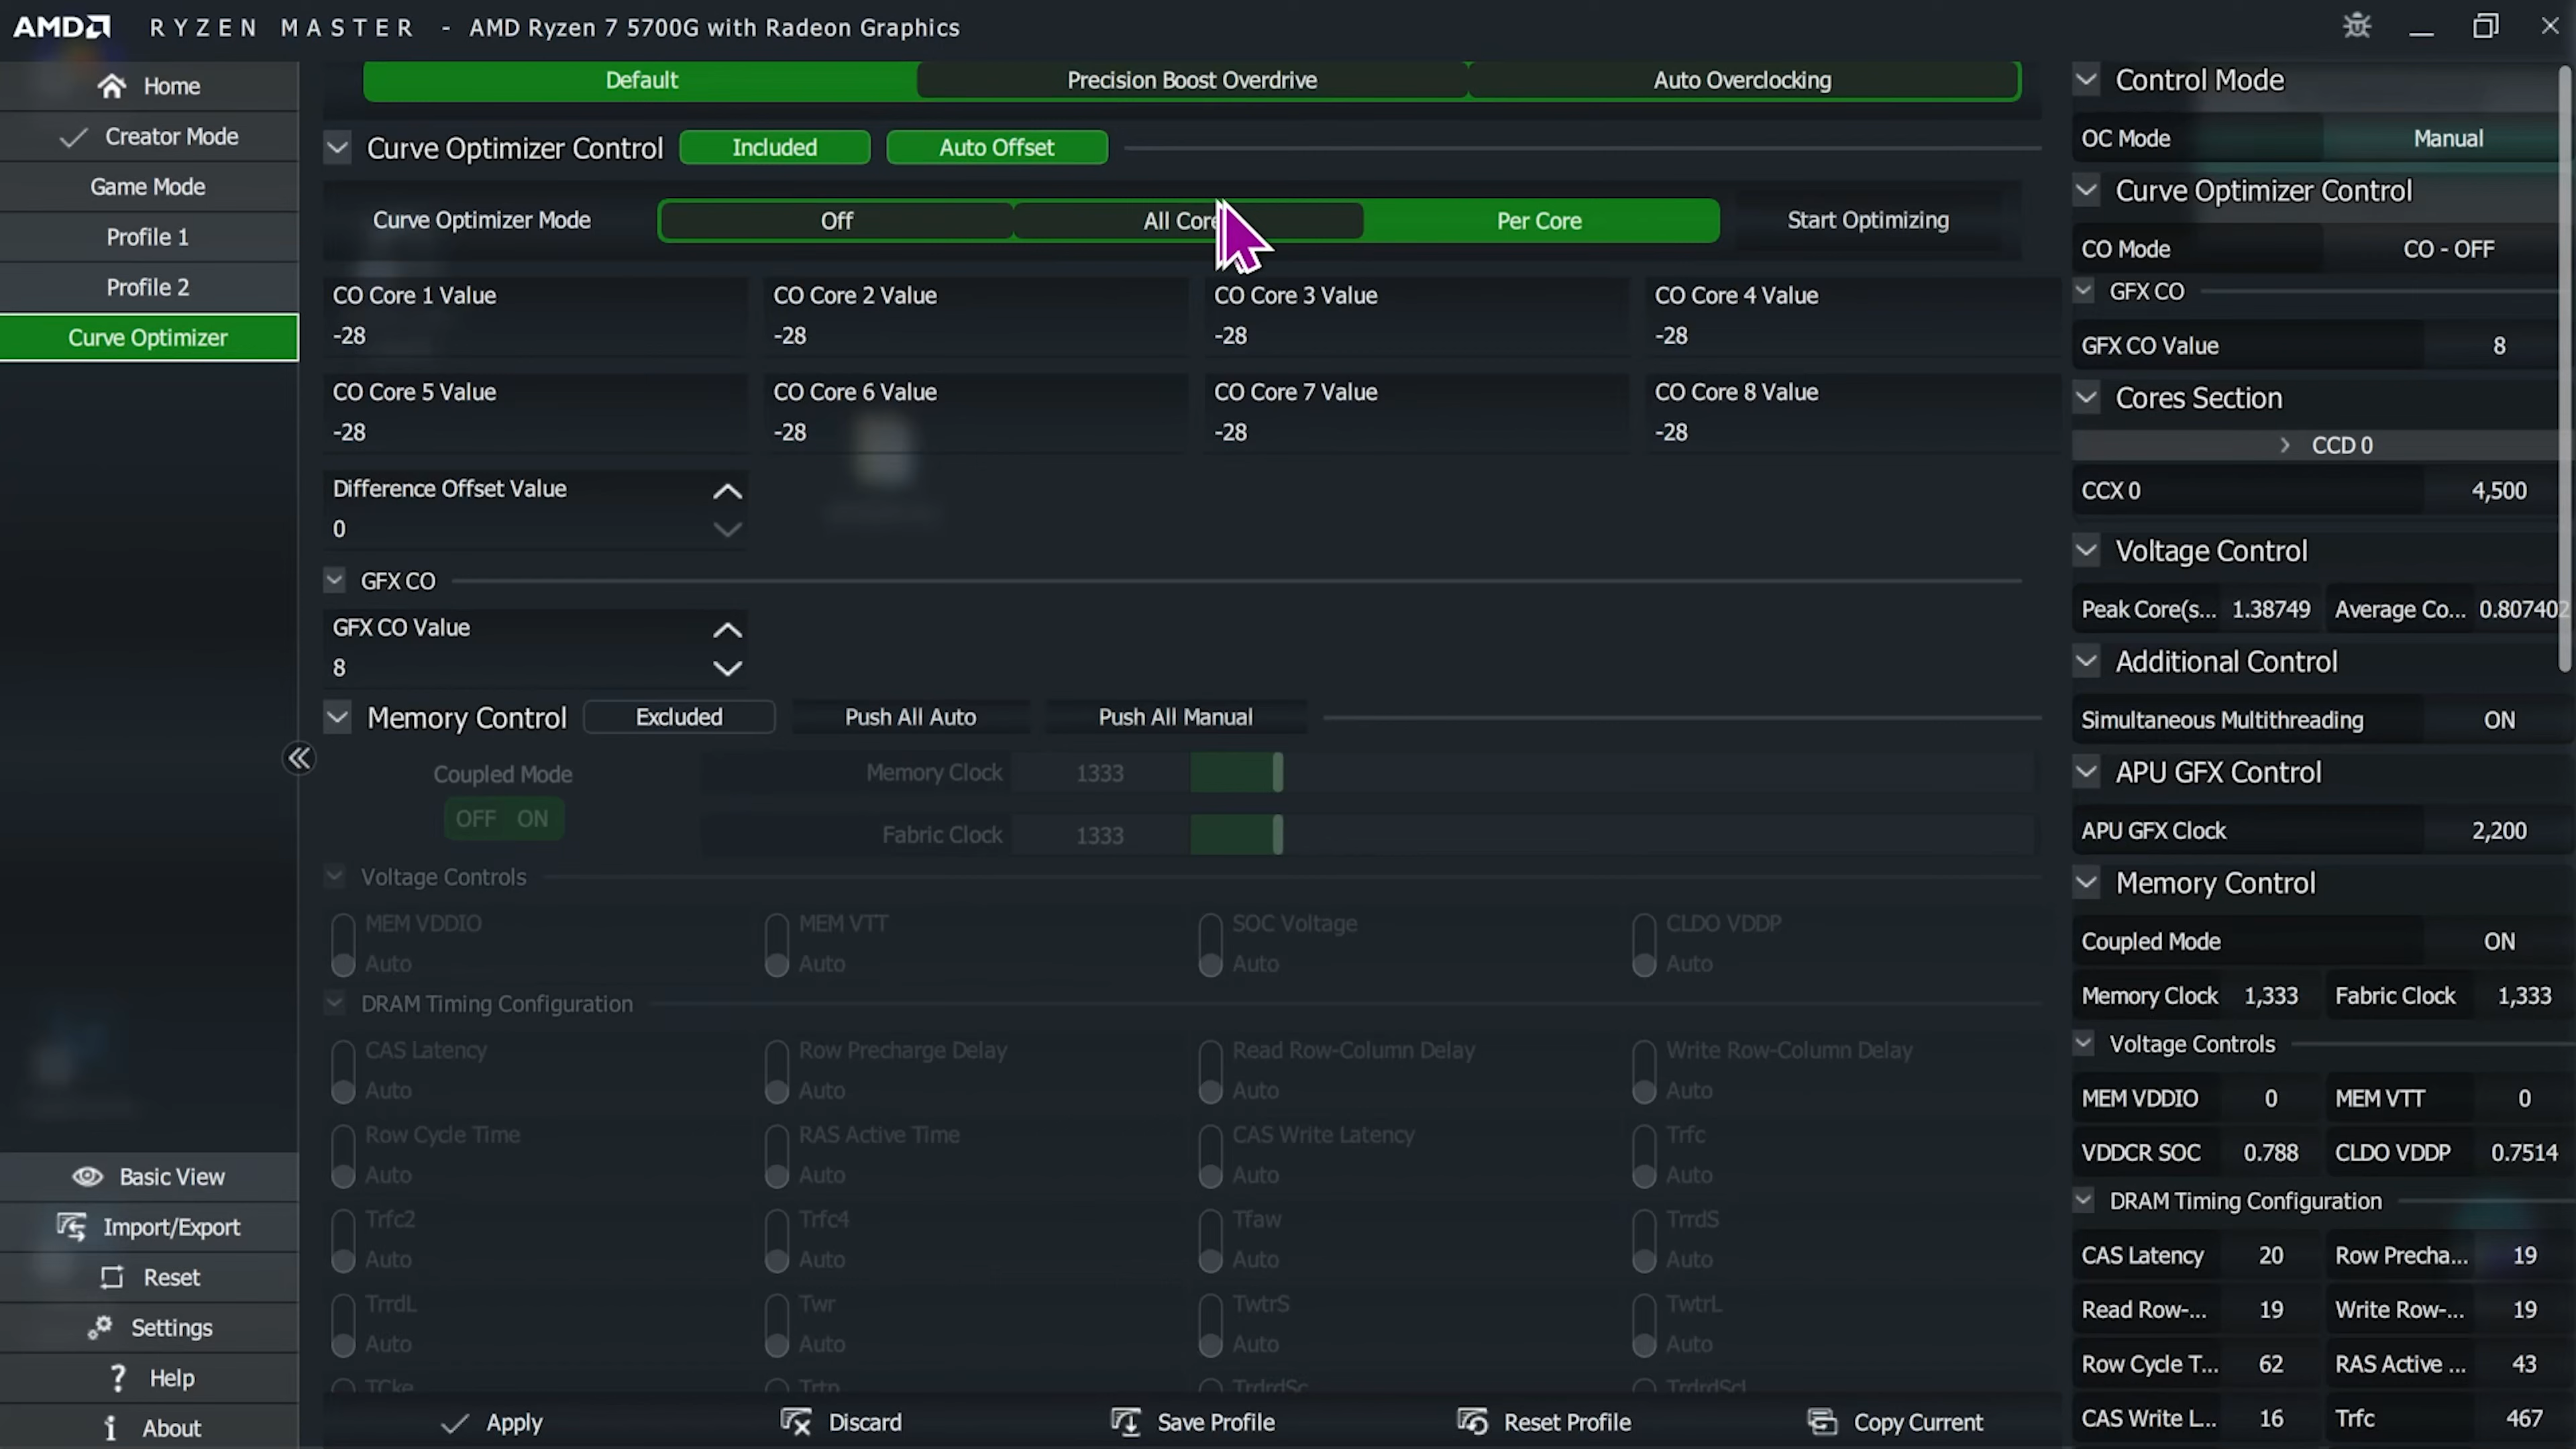 AMD RYZEN MASTER - AMD Ryzen 7 5700G with Radeon Graphics
Home
Creator Mode
Game Mode
Profile 1
Profile 2
Curve Optimizer
Basic View
Import/Export
Reset
Settings
Help
About
Default Precision Boost Overdrive Auto Overclocking
Curve Optimizer Control Included Auto Offset
Curve Optimizer Mode Off All Core Per Core Start Optimizing
CO Core 1 Value CO Core 2 Value CO Core 3 Value CO Core 4 Value
-28 -28 -28 -28
CO Core 5 Value CO Core 6 Value CO Core 7 Value CO Core 8 Value
-28 -28 -28 -28
Difference Offset Value
0
GFX CO
GFX CO Value
8
Memory Control Excluded Push All Auto Push All Manual
Coupled Mode Memory Clock 1333
OFF ON Fabric Clock 1333
Voltage Controls
MEM VDDIO MEM VTT SOC Voltage CLDO VDDP
Auto Auto Auto Auto
DRAM Timing Configuration
CAS Latency Row Precharge Delay Read Row-Column Delay Write Row-Column Delay
Auto Auto Auto Auto
Row Cycle Time RAS Active Time CAS Write Latency Trfc
Auto Auto Auto Auto
Trfc2 Trfc4 Tfaw TrrdS
Auto Auto Auto Auto
TrrdL Twr TwtrS TwtrL
Auto Auto Auto Auto
TCke Trtp TrdrdSc TrdrdScl
Apply Discard Save Profile Reset Profile Copy Current
Control Mode
OC Mode Manual
Curve Optimizer Control
CO Mode CO - OFF
GFX CO
GFX CO Value 8
Cores Section
CCD 0
CCX 0 4,500
Voltage Control
Peak Core(s... 1.38749 Average Co... 0.807402
Additional Control
Simultaneous Multithreading ON
APU GFX Control
APU GFX Clock 2,200
Memory Control
Coupled Mode ON
Memory Clock 1,333 Fabric Clock 1,333
Voltage Controls
MEM VDDIO 0 MEM VTT 0
VDDCR SOC 0.788 CLDO VDDP 0.7514
DRAM Timing Configuration
CAS Latency 20 Row Precha... 19
Read Row-... 19 Write Row-... 19
Row Cycle T... 62 RAS Active ... 43
CAS Write L... 16 Trfc 467